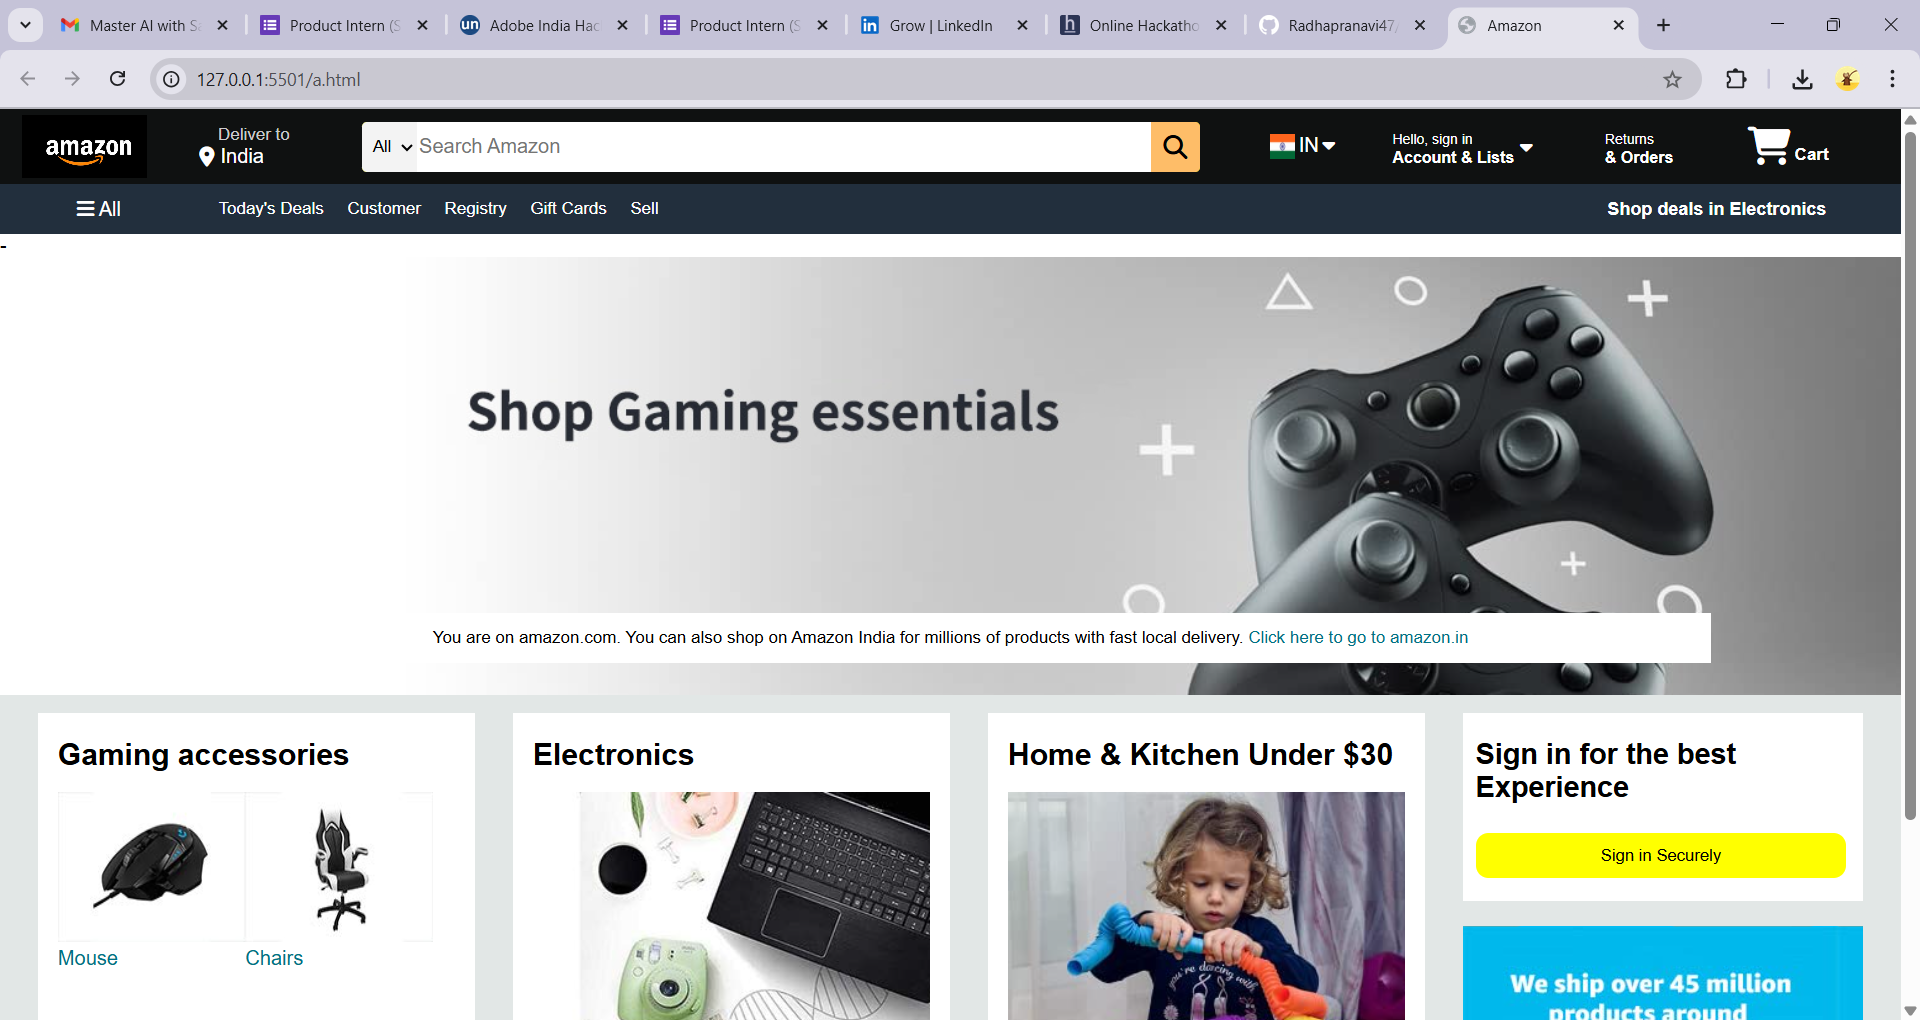 Master AI with Sa
Product Intern (S
Adobe India Hac
Product Intern (S
Grow | LinkedIn
Online Hackatho
Radhapranavi47/
Amazon
127.0.0.1:5501/a.html
amazon
Deliver to
India
All
Search Amazon
IN
Hello, sign in
Account & Lists
Returns
& Orders
Cart
All
Today's Deals
Customer
Registry
Gift Cards
Sell
Shop deals in Electronics
-
Shop Gaming essentials
You are on amazon.com. You can also shop on Amazon India for millions of products with fast local delivery. Click here to go to amazon.in
Gaming accessories
Mouse
Chairs
Electronics
Home & Kitchen Under $30
you're dancing with
Sign in for the best
Experience
Sign in Securely
We ship over 45 million
products around